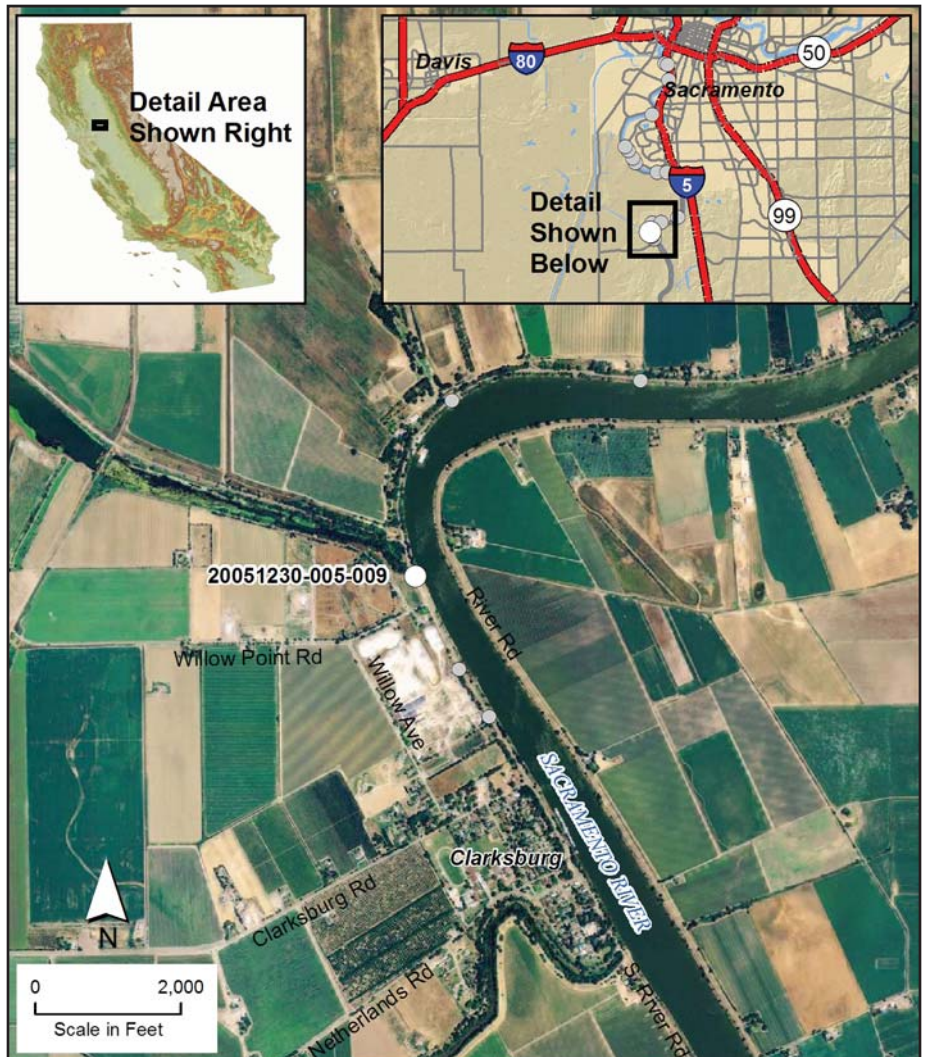 Detail Area
Shown Right
Davis
80
50
Sacramento
5
99
Detail
Shown
Below
20051230-005-009
River Rd
Willow Point Rd
Willow Ave
SACRAMENTO RIVER
Clarksburg
Clarksburg Rd
Netherlands Rd
S. River Rd
N
0 2,000
Scale in Feet